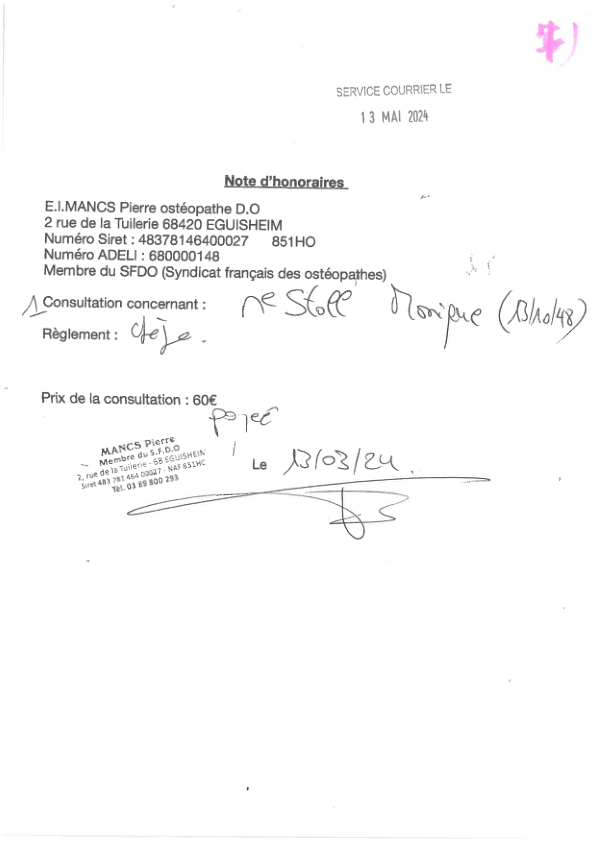 SERVICE COURRIER LE
13 MAI 2024
Note d'honoraires
E.I.MANCS Pierre ostéopathe D.O
2 rue de la Tuilerie 68420 EGUISHEIM
Numéro Siret : 48378146400027 851HO
Numéro ADELI : 680000148
Membre du SFDO (Syndicat français des ostéopathes)
1 Consultation concernant : Me Stoll Monique (13/10/48)
Règlement : chèque.
Prix de la consultation : 60€
payée
MANCS Pierre
Membre du S.F.D.O
2, rue de la Tuilerie - 68 EGUISHEIM
Siret 483 781 464 00027 - NAF 851HC
Tél. 03 89 800 293
Le 13/03/24.